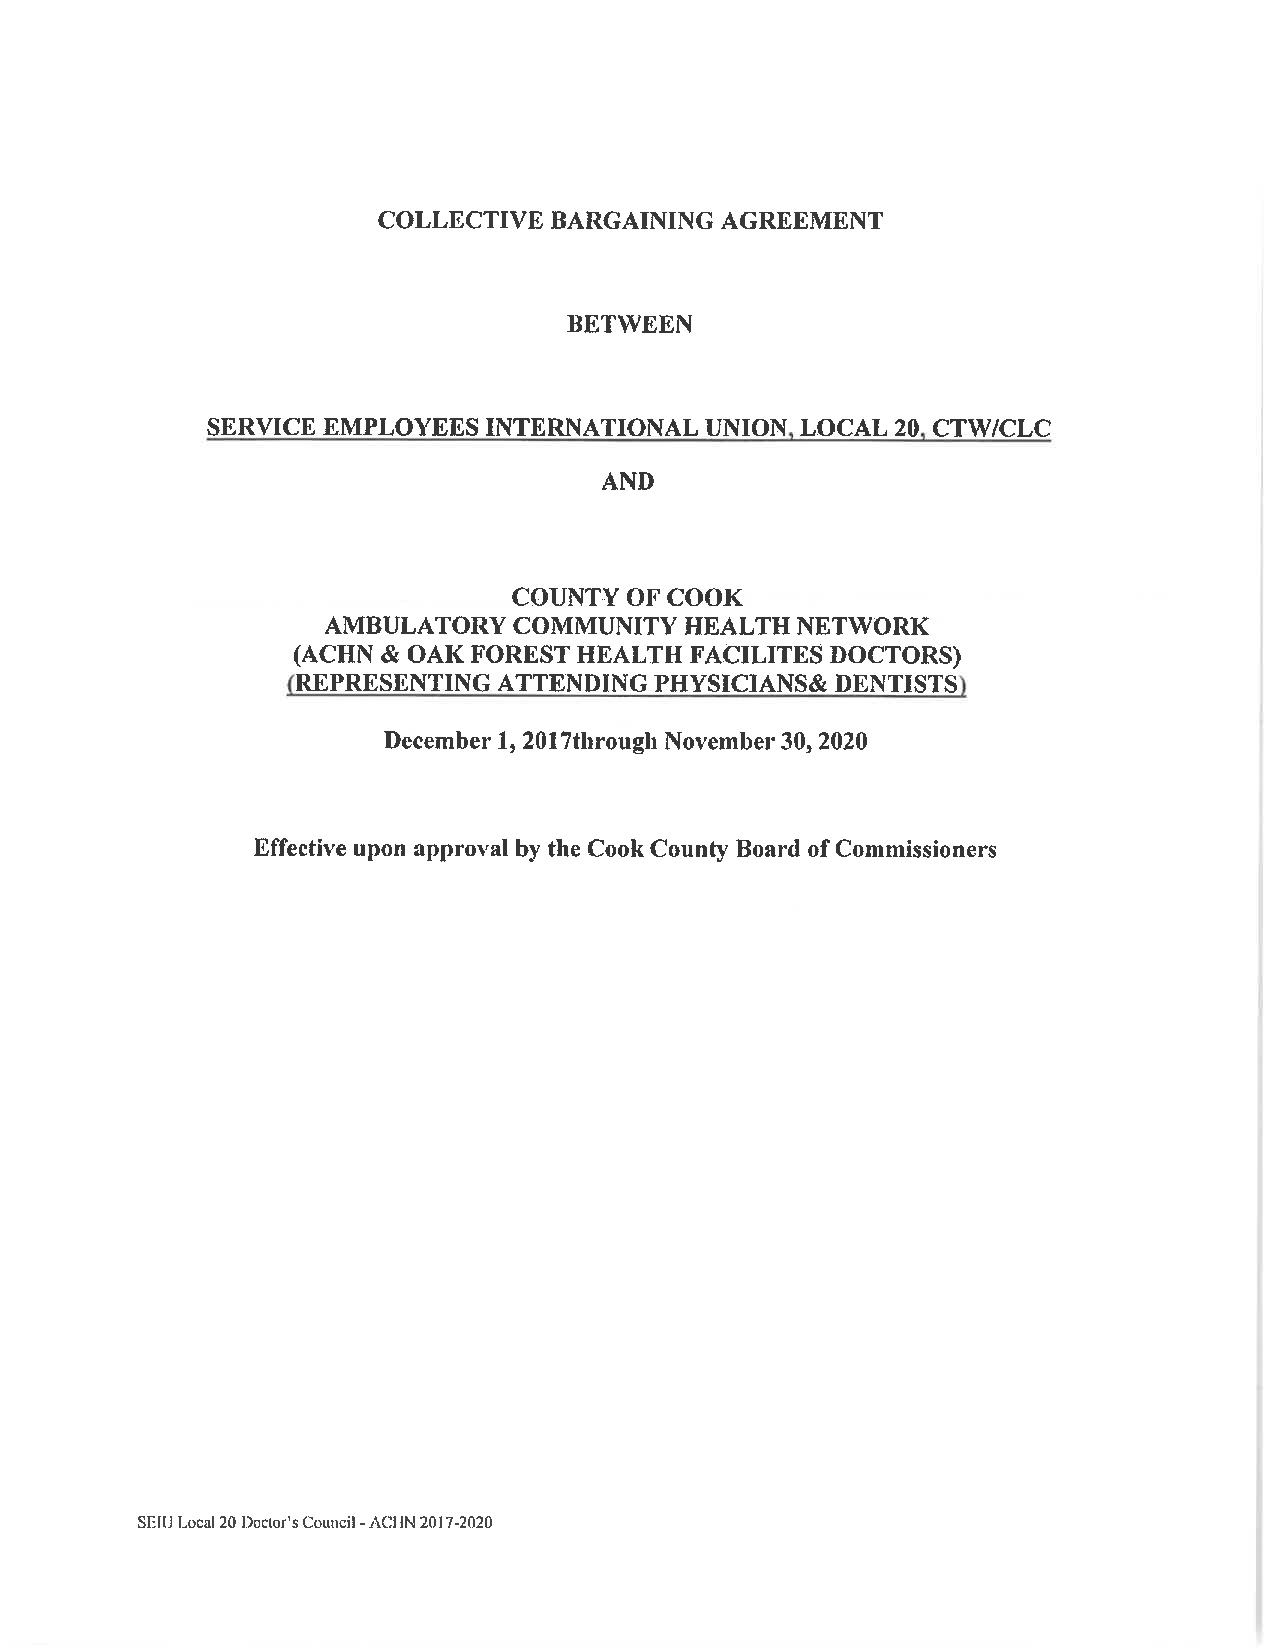 COLLECTIVE BARGAINING AGREEMENT
BETWEEN
SERVICE EMPLOYEES INTERNATIONAL UNION, LOCAL 20, CTW/CLC
AND
COUNTY OF COOK
AMBULATORY COMMUNITY HEALTH NETWORK
(ACHN & OAK FOREST HEALTH FACILITES DOCTORS)
(REPRESENTING ATTENDING PHYSICIANS& DENTISTS)
December 1, 2017through November 30, 2020
Effective upon approval by the Cook County Board of Commissioners
SEIU Local 20 Doctor's Council - ACHN 2017-2020